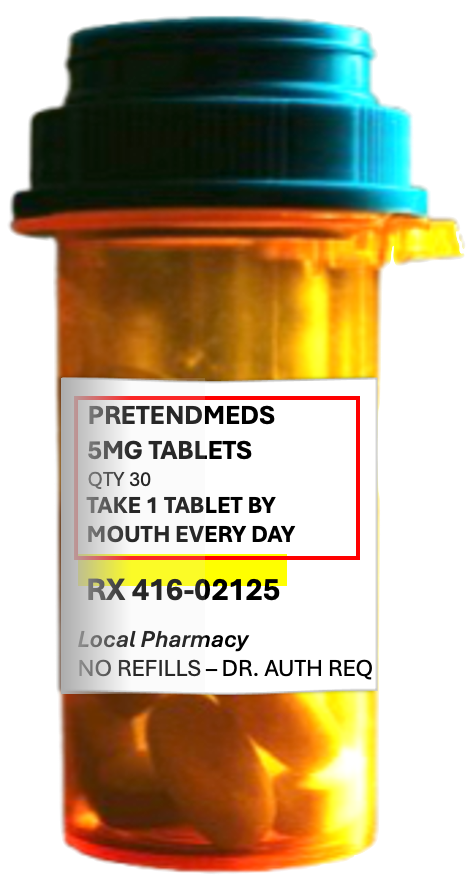 PRETENDMEDS
5MG TABLETS
QTY 30
TAKE 1 TABLET BY
MOUTH EVERY DAY
RX 416-02125
Local Pharmacy
NO REFILLS – DR. AUTH REQ